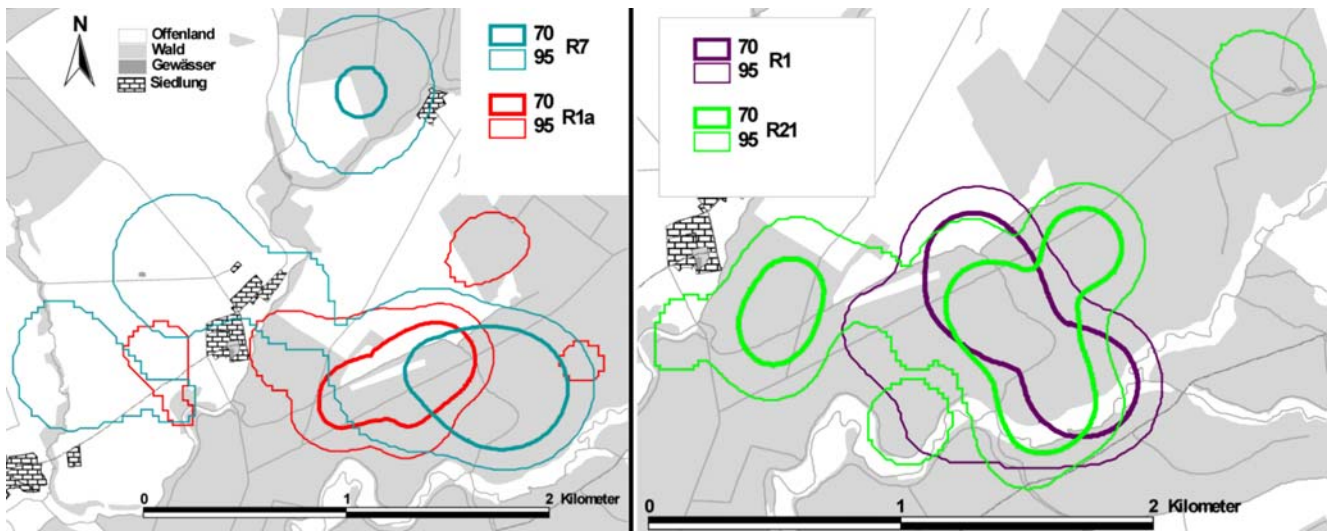 N
Offenland
Wald
Gewässer
Siedlung
70
95
R7
70
95
R1a
0 1 2 Kilometer
70
95
R1
70
95
R21
0 1 2 Kilometer